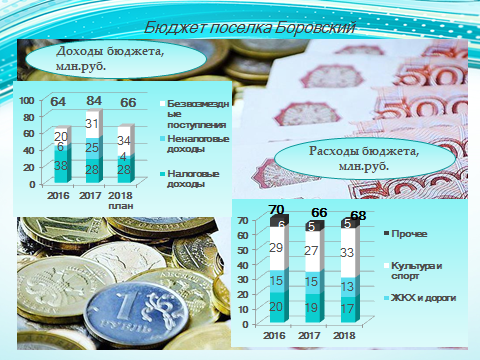 Бюджет поселка Боровский
Доходы бюджета,
млн.руб.
64 84 66
100
80
60
40
20
0
20 31 34
6 25 4
38 28 28
2016 2017 2018
план
Безвозмездн
ые
поступления
Неналоговые
доходы
Налоговые
доходы
Расходы бюджета,
млн.руб.
70 66 68
70
60
50
40
30
20
10
0
6 5 5
29 27 33
15 15 13
20 19 17
2016 2017 2018
Прочее
Культура и
спорт
ЖКХ и дороги
1
РУБЛЬ